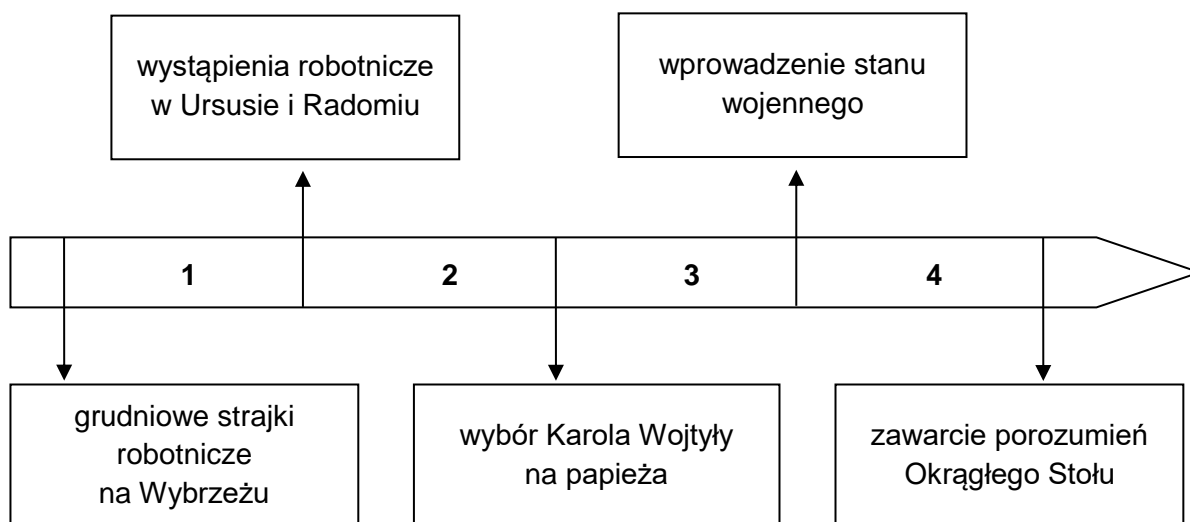 wystąpienia robotnicze
w Ursusie i Radomiu
wprowadzenie stanu
wojennego
1 2 3 4
grudniowe strajki
robotnicze
na Wybrzeżu
wybór Karola Wojtyły
na papieża
zawarcie porozumień
Okrągłego Stołu